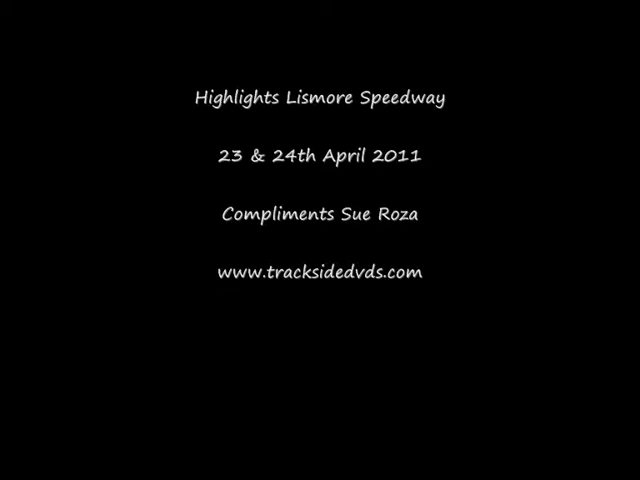 Highlights Lismore Speedway
23 & 24th April 2011
Compliments Sue Roza
www.tracksidedvds.com